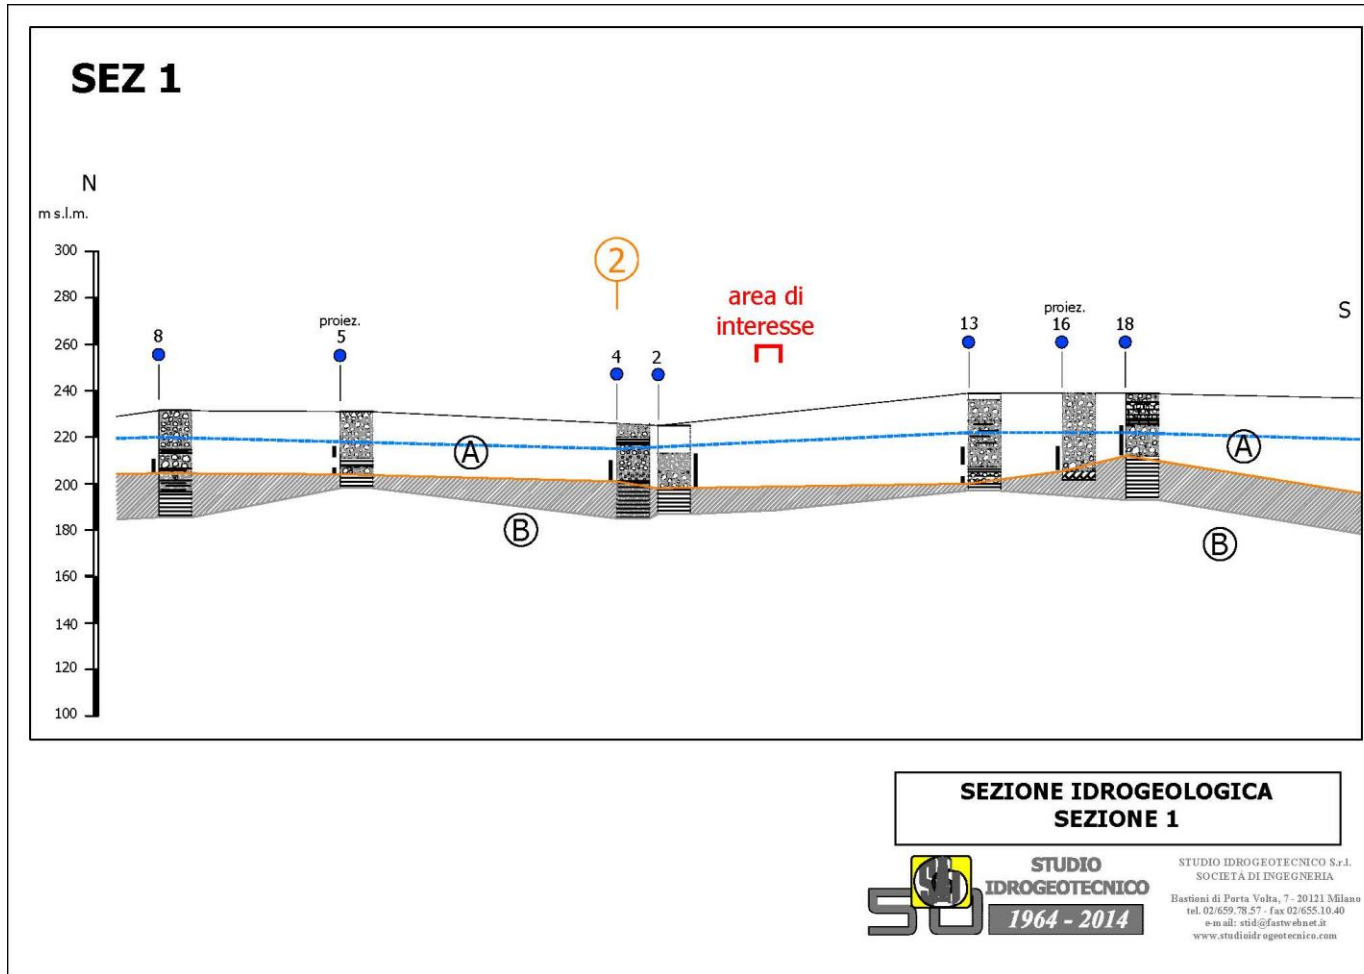 SEZ 1
N
m s.l.m.
300
280
260
240
220
200
180
160
140
120
100
8
proiez.
5
2
4
2
area di
interesse
13
proiez.
16
18
S
A
A
B
B
SEZIONE IDROGEOLOGICA
SEZIONE 1
STUDIO
IDROGEOTECNICO
1964 - 2014
STUDIO IDROGEOTECNICO S.r.l.
SOCIETÀ DI INGEGNERIA
Bastioni di Porta Volta, 7 - 20121 Milano
tel. 02/659.78.57 - fax 02/655.10.40
e-mail: stid@fastwebnet.it
www.studioidrogeotecnico.com